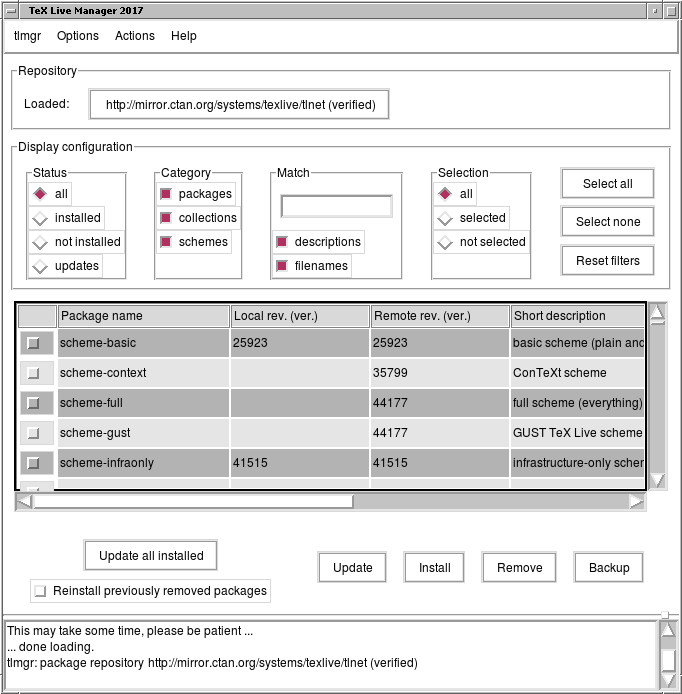 TeX Live Manager 2017
tlmgr Options Actions Help
Repository
Loaded: http://mirror.ctan.org/systems/texlive/tlnet (verified)
Display configuration
Status Category Match Selection
all packages all Select all
installed collections selected Select none
not installed schemes descriptions not selected
updates filenames Reset filters
Package name Local rev. (ver.) Remote rev. (ver.) Short description
scheme-basic 25923 25923 basic scheme (plain and
scheme-context 35799 ConTeXt scheme
scheme-full 44177 full scheme (everything)
scheme-gust 44177 GUST TeX Live scheme
scheme-infraonly 41515 41515 infrastructure-only schem
Update all installed
Update Install Remove Backup
Reinstall previously removed packages
This may take some time, please be patient ...
... done loading.
tlmgr: package repository http://mirror.ctan.org/systems/texlive/tlnet (verified)